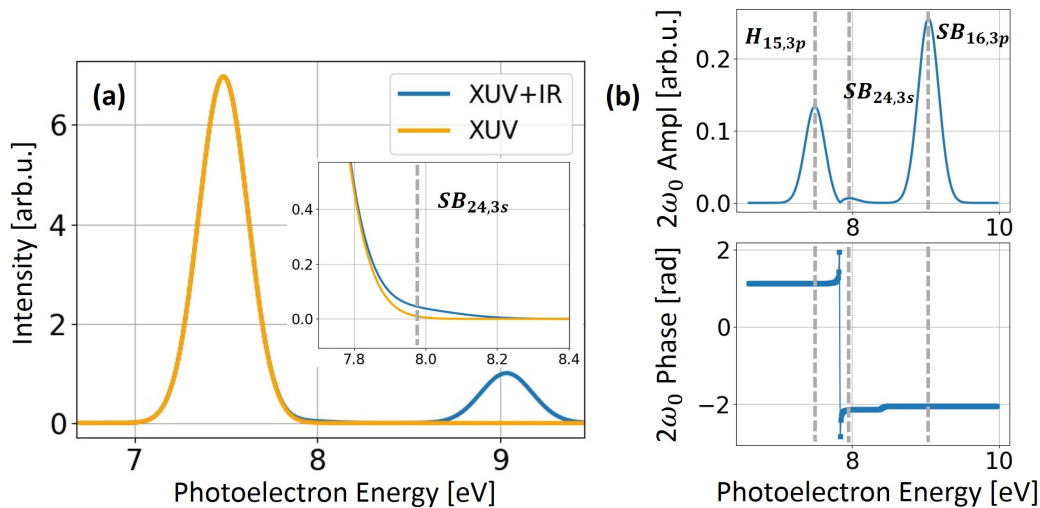 (a)
Intensity [arb.u.]
6
4
2
0
XUV+IR
XUV
0.4
0.2
0.0
SB24,3s
7.8
8.0
8.2
8.4
7
8
9
Photoelectron Energy [eV]
(b)
2ω0 Ampl [arb.u.]
0.2
0.1
0.0
H15,3p
SB24,3s
SB16,3p
8
10
2ω0 Phase [rad]
2
0
−2
8
10
Photoelectron Energy [eV]